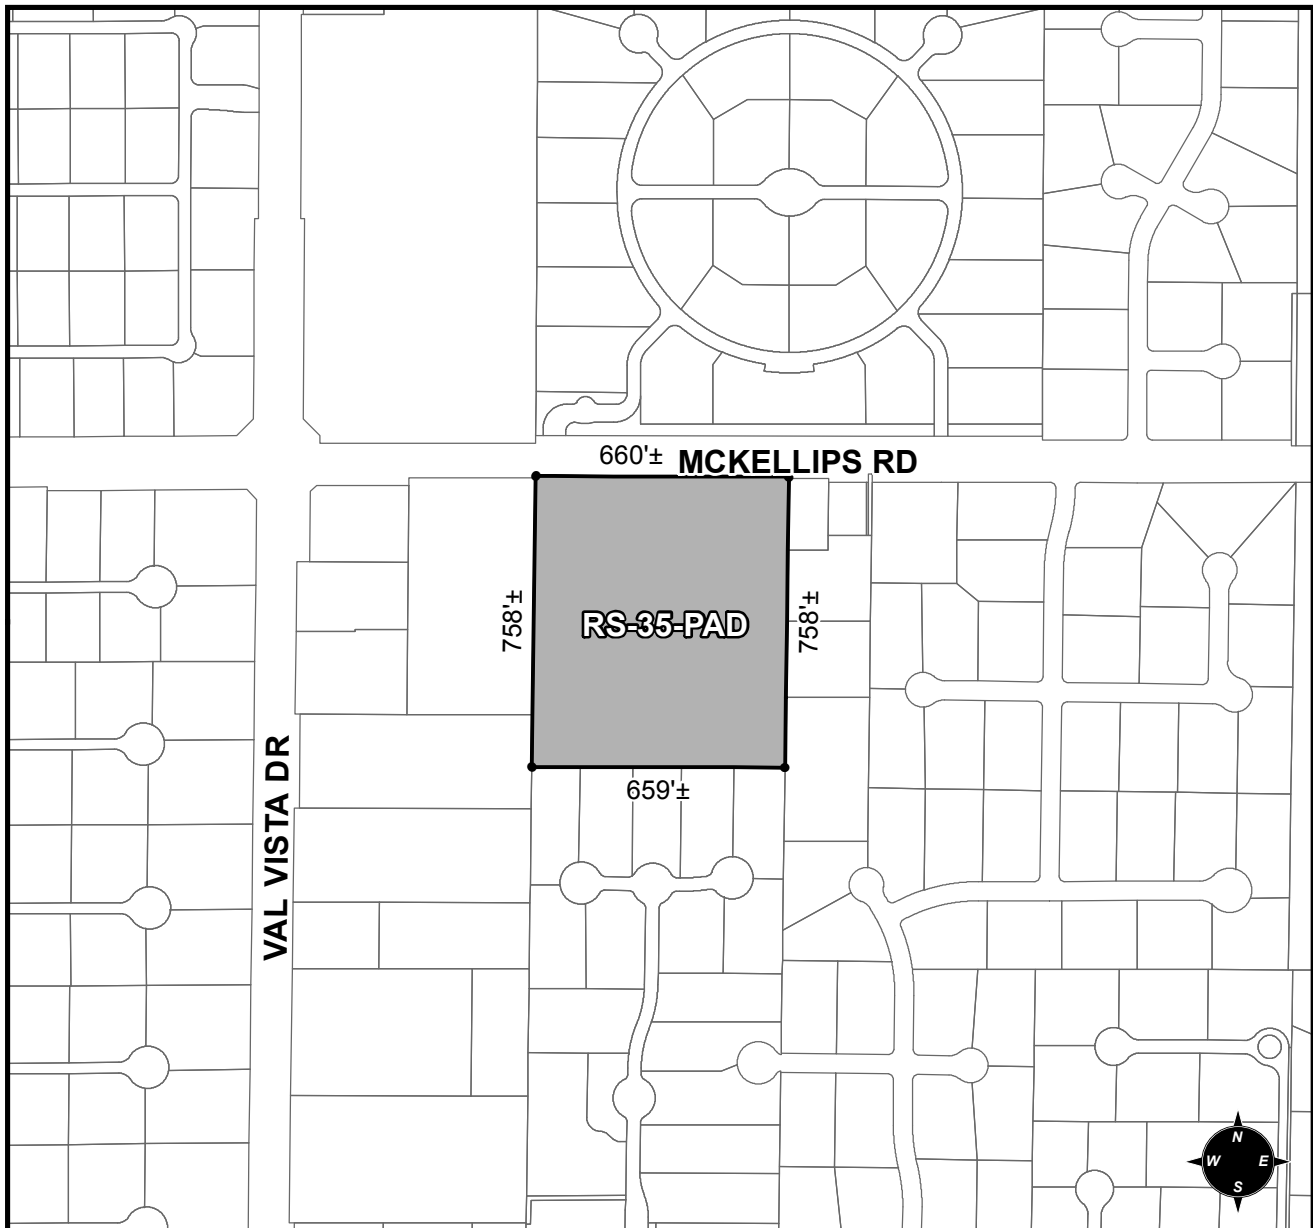 660'±
MCKELLIPS RD
758'±
RS-35-PAD
758'±
659'±
VAL VISTA DR
N
W
E
S